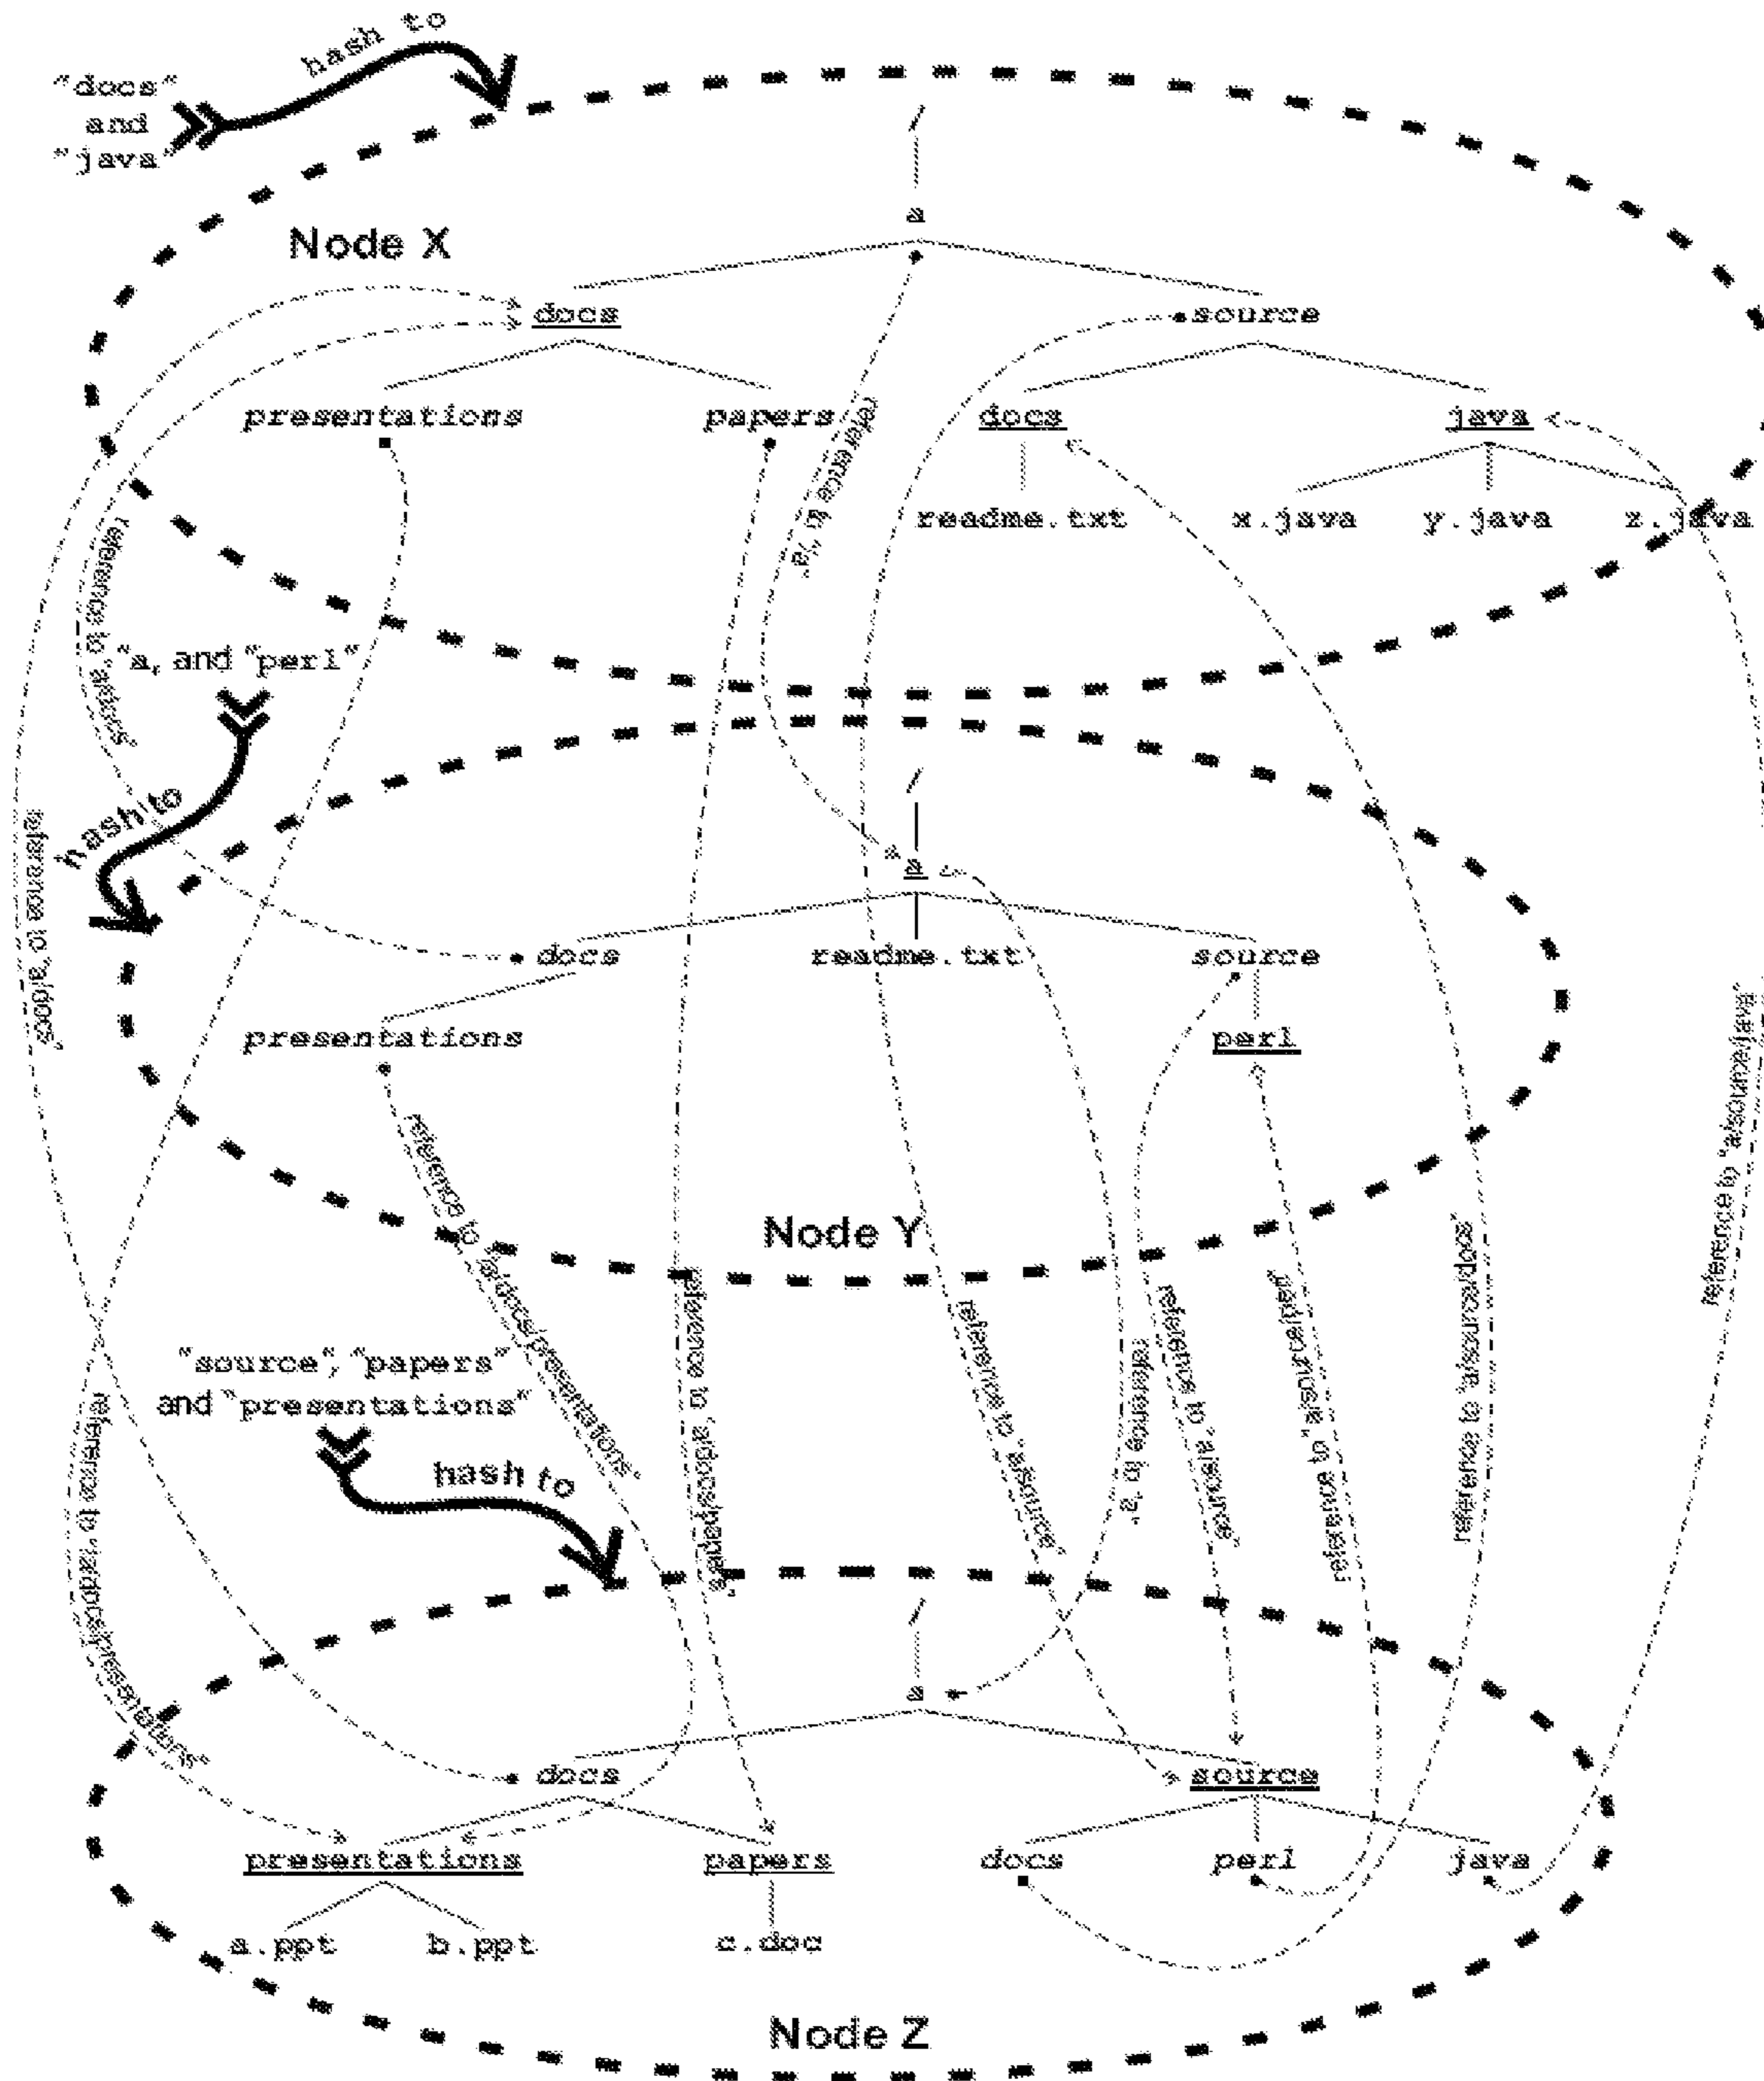 hash to
"docs"
and
"java"
/
a
Node X
docs
source
presentations
papers
docs
java
reference to "/a"
readme.txt
x.java
y.java
z.java
reference to "a/docs"
"a, and "perl"
hash to
/
a
reference to "a/docs"
docs
readme.txt
source
presentations
perl
reference to "a/source/java"
Node Y
reference to "/a/docs/presentations"
reference to "a/docs/papers"
reference to "a/source"
reference to "a"
reference to "a/source"
reference to "a/source/perl"
reference to "a/source/docs"
"source", "papers"
and "presentations"
hash to
reference to "/a/docs/presentations"
/
a
docs
source
presentations
papers
docs
perl
java
a.ppt
b.ppt
c.doc
Node Z